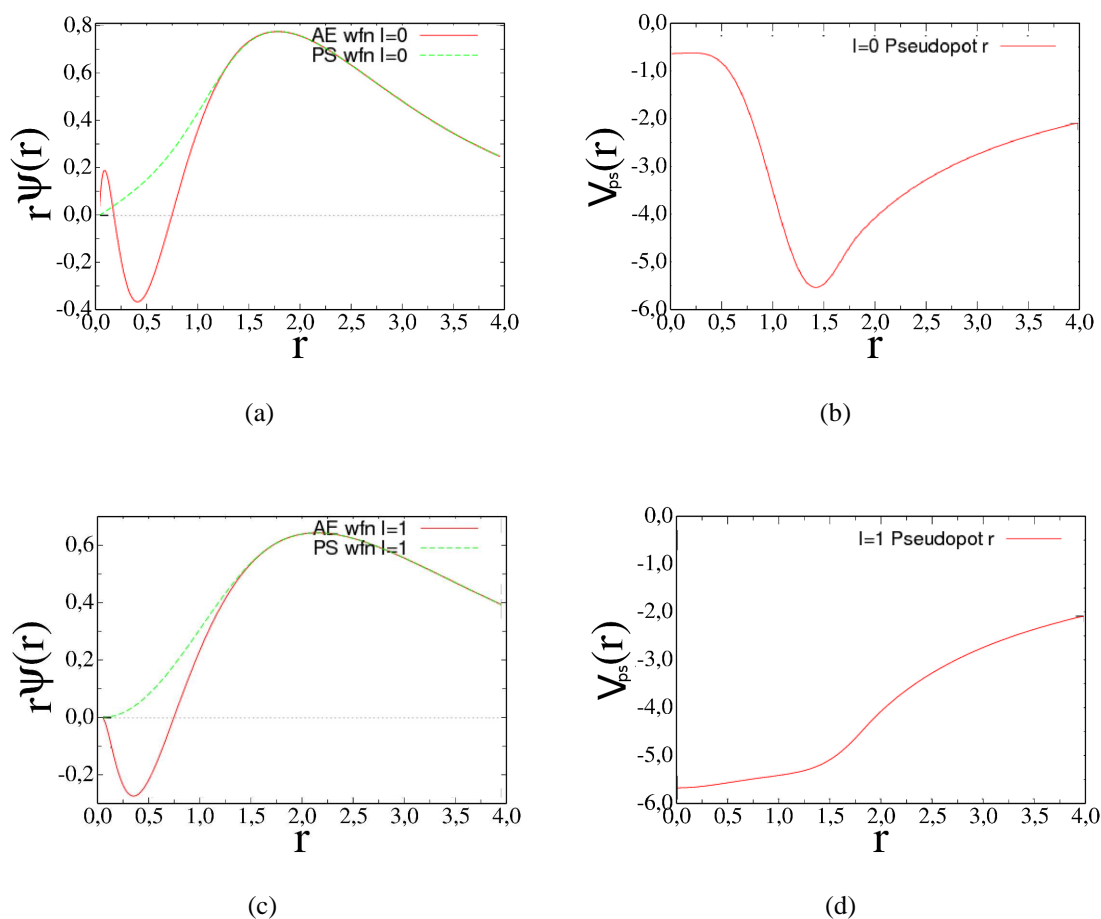 0,8
0,6
0,4
0,2
0,0
-0,2
-0,4
0,0 0,5 1,0 1,5 2,0 2,5 3,0 3,5 4,0
rψ(r)
r
AE wfn l=0
PS wfn l=0
(a)
0,0
-1,0
-2,0
-3,0
-4,0
-5,0
-6,0
0,0 0,5 1,0 1,5 2,0 2,5 3,0 3,5 4,0
Vps(r)
r
l=0 Pseudopot r
(b)
0,6
0,4
0,2
0,0
-0,2
0,0 0,5 1,0 1,5 2,0 2,5 3,0 3,5 4,0
rψ(r)
r
AE wfn l=1
PS wfn l=1
(c)
0,0
-1,0
-2,0
-3,0
-4,0
-5,0
-6,0
0,0 0,5 1,0 1,5 2,0 2,5 3,0 3,5 4,0
Vps(r)
r
l=1 Pseudopot r
(d)